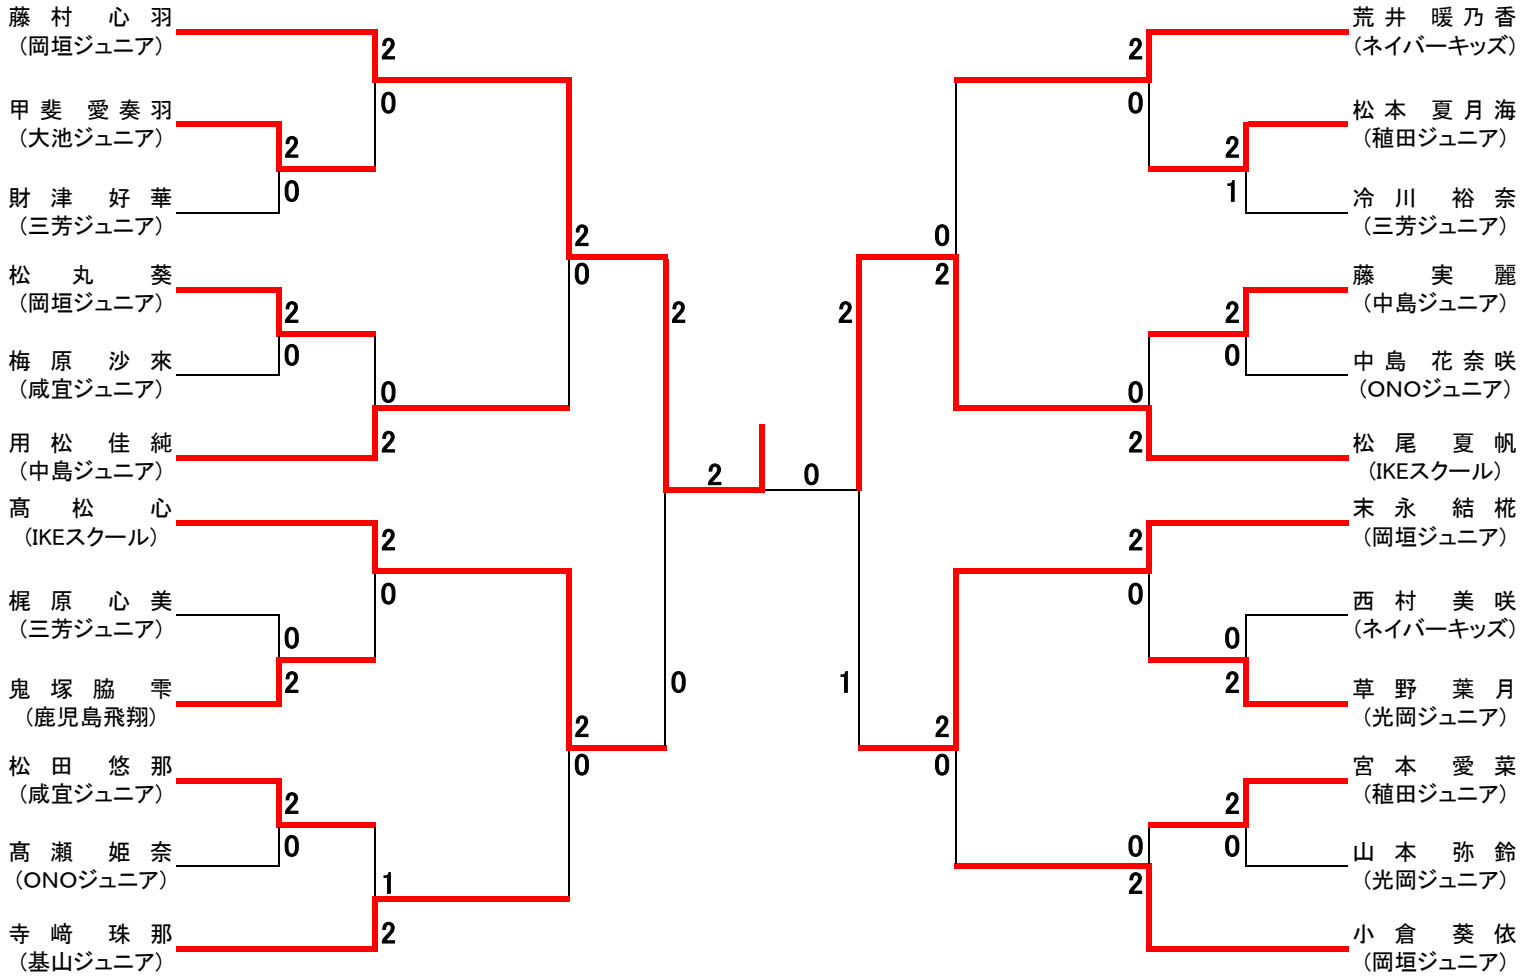 藤 村 心 羽
（岡垣ジュニア）
甲 斐 愛 奏 羽
（大池ジュニア）
財 津 好 華
（三芳ジュニア）
松 丸 葵
（岡垣ジュニア）
梅 原 沙 來
（咸宜ジュニア）
用 松 佳 純
（中島ジュニア）
髙 松 心
（IKEスクール）
梶 原 心 美
（三芳ジュニア）
鬼 塚 脇 雫
（鹿児島飛翔）
松 田 悠 那
（咸宜ジュニア）
髙 瀬 姫 奈
（ONOジュニア）
寺 﨑 珠 那
（基山ジュニア）
2
0
2
0
2
0
0
2
2
0
0
2
2
0
1
2
2
0
2
0
2
0
2
0
2
1
0
2
2
0
2
0
2
0
2
1
2
0
0
2
2
0
0
2
2
0
0
2
荒 井 暖 乃 香
（ネイバーキッズ）
松 本 夏 月 海
（稙田ジュニア）
冷 川 裕 奈
（三芳ジュニア）
藤 実 麗
（中島ジュニア）
中 島 花 奈 咲
（ONOジュニア）
松 尾 夏 帆
（IKEスクール）
末 永 結 椛
（岡垣ジュニア）
西 村 美 咲
（ネイバーキッズ）
草 野 葉 月
（光岡ジュニア）
宮 本 愛 菜
（稙田ジュニア）
山 本 弥 鈴
（光岡ジュニア）
小 倉 葵 依
（岡垣ジュニア）